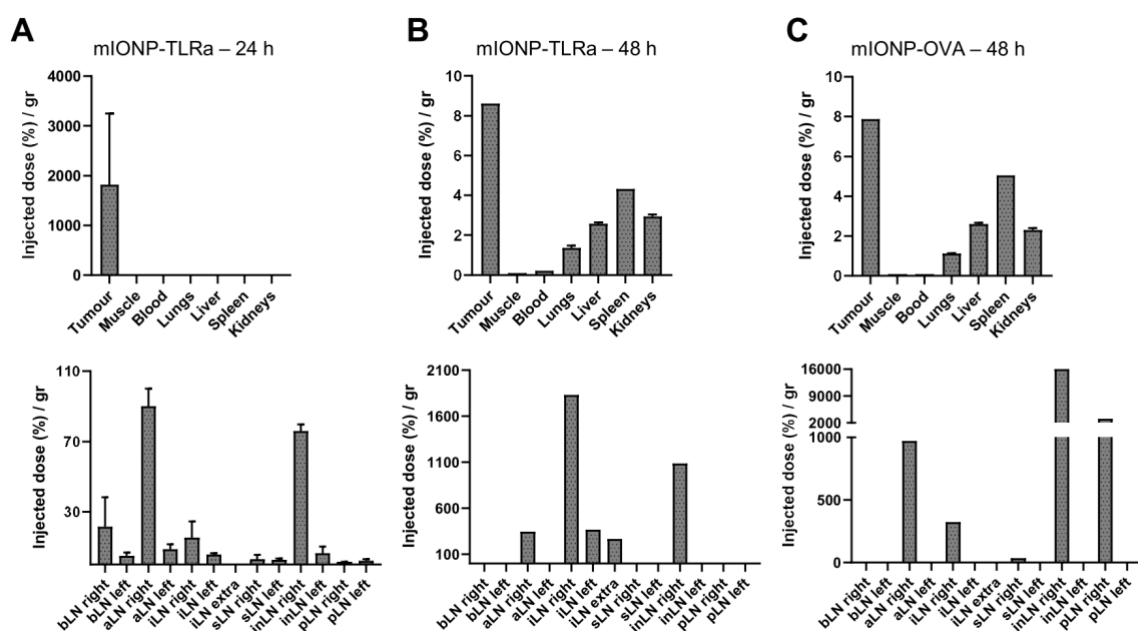 A
mIONP-TLRa – 24 h
Injected dose (%) / gr
4000
3000
2000
1000
0
Tumour
Muscle
Blood
Lungs
Liver
Spleen
Kidneys
B
mIONP-TLRa – 48 h
Injected dose (%) / gr
10
8
6
4
2
0
Tumour
Muscle
Blood
Lungs
Liver
Spleen
Kidneys
C
mIONP-OVA – 48 h
Injected dose (%) / gr
10
8
6
4
2
0
Tumour
Muscle
Bood
Lungs
Liver
Spleen
Kidneys
Injected dose (%) / gr
110
70
30
bLN right
bLN left
aLN right
aLN left
iLN right
iLN left
iLN extra
sLN right
sLN left
inLN right
inLN left
pLN right
pLN left
Injected dose (%) / gr
2100
1800
1600
1100
600
100
bLN right
bLN left
aLN right
aLN left
iLN right
iLN left
iLN extra
sLN right
sLN left
inLN right
inLN left
pLN right
pLN left
Injected dose (%) / gr
16000
9000
2000
1000
500
0
bLN right
bLN left
aLN right
aLN left
iLN right
iLN left
iLN extra
sLN right
sLN left
inLN right
inLN left
pLN right
pLN left